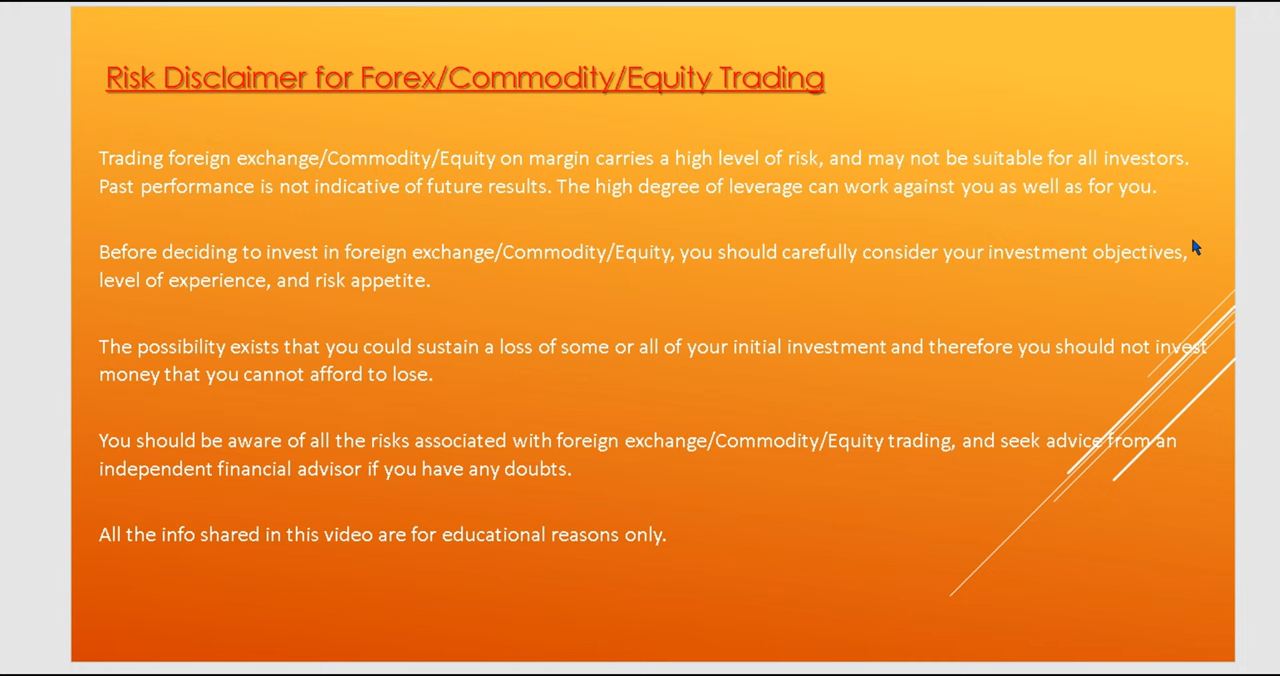 Risk Disclaimer for Forex/Commodity/Equity Trading
Trading foreign exchange/Commodity/Equity on margin carries a high level of risk, and may not be suitable for all investors.
Past performance is not indicative of future results. The high degree of leverage can work against you as well as for you.
Before deciding to invest in foreign exchange/Commodity/Equity, you should carefully consider your investment objectives,
level of experience, and risk appetite.
The possibility exists that you could sustain a loss of some or all of your initial investment and therefore you should not invest
money that you cannot afford to lose.
You should be aware of all the risks associated with foreign exchange/Commodity/Equity trading, and seek advice from an
independent financial advisor if you have any doubts.
All the info shared in this video are for educational reasons only.